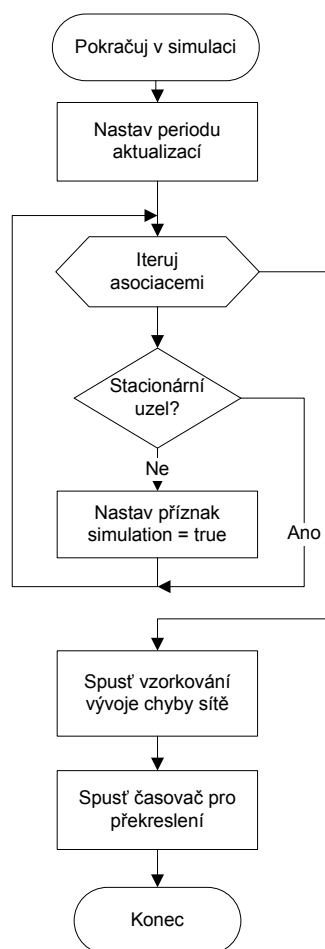 Pokračuj v simulaci
Nastav periodu
aktualizací
Iteruj
asociacemi
Stacionární
uzel?
Ne
Nastav příznak
simulation = true
Ano
Spusť vzorkování
vývoje chyby sítě
Spusť časovač pro
překreslení
Konec